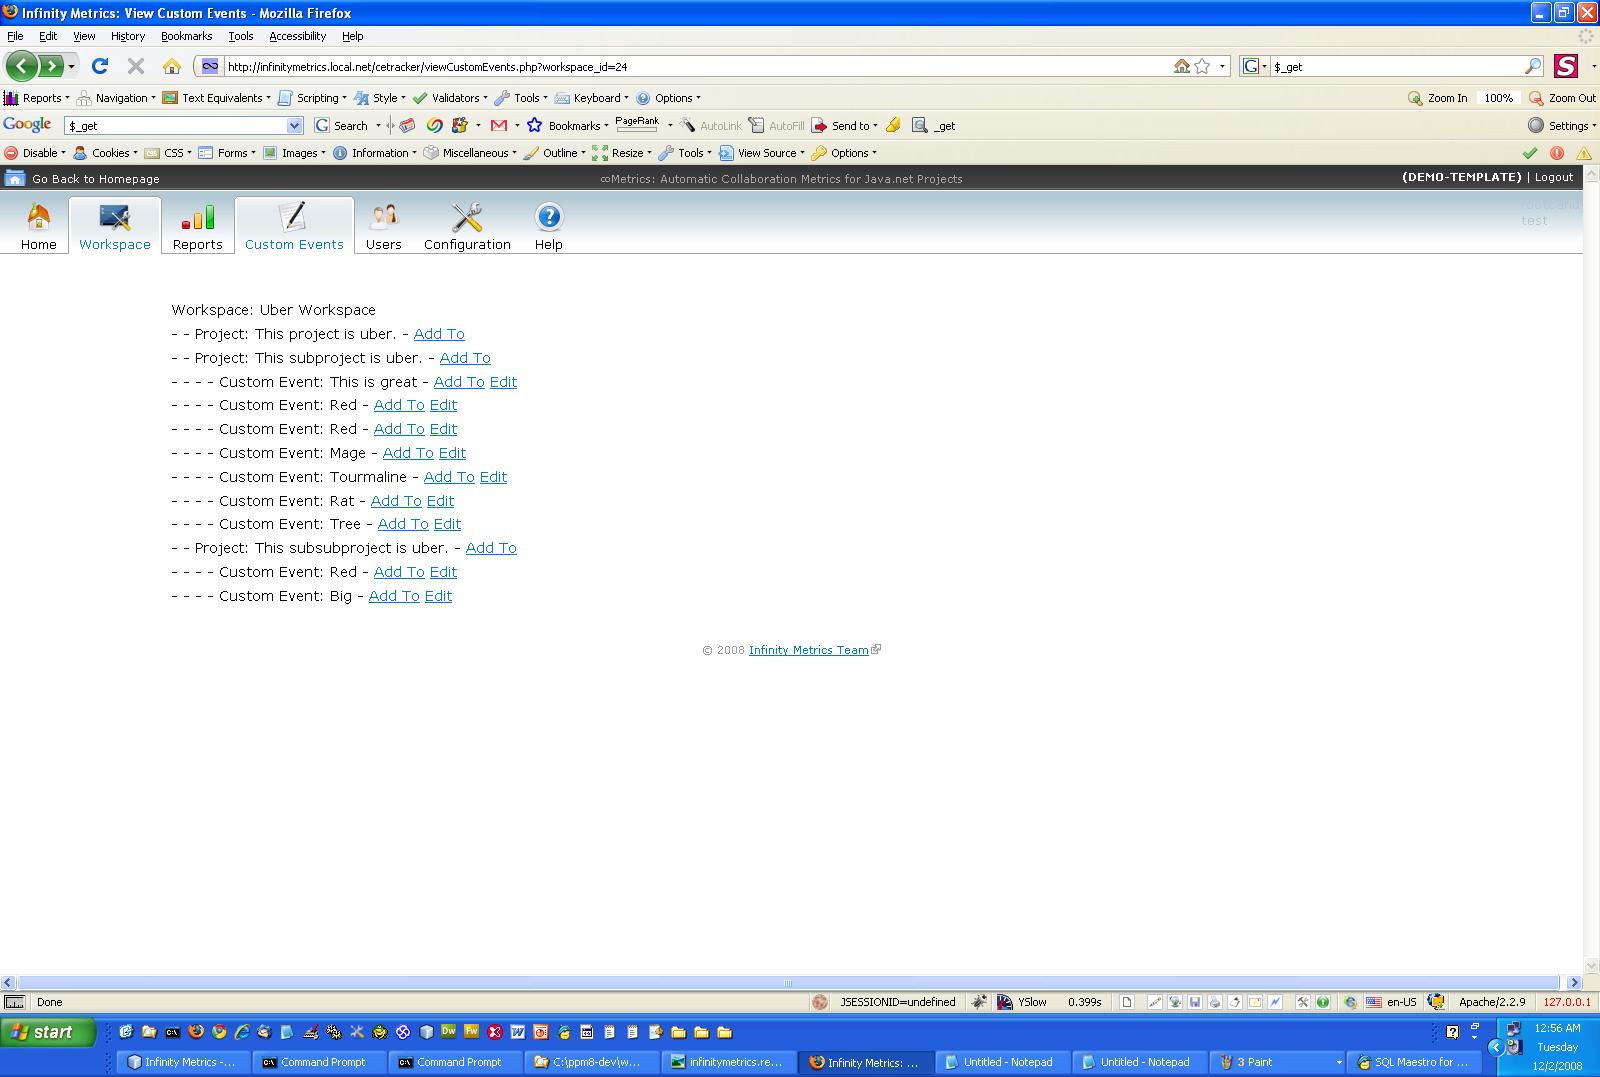 Infinity Metrics: View Custom Events - Mozilla Firefox
File Edit View History Bookmarks Tools Accessibility Help
http://infinitymetrics.local.net/cetracker/viewCustomEvents.php?workspace_id=24 G $_get S
Reports Navigation Text Equivalents Scripting Style Validators Tools Keyboard Options Zoom In 100% Zoom Out
Google $_get G Search Bookmarks PageRank AutoLink AutoFill Send to _get Settings
Disable Cookies CSS Forms Images Information Miscellaneous Outline Resize Tools View Source Options
Go Back to Homepage ∞Metrics: Automatic Collaboration Metrics for Java.net Projects (DEMO-TEMPLATE) | Logout
test
Home Workspace Reports Custom Events Users Configuration Help
Workspace: Uber Workspace
- - Project: This project is uber. - Add To
- - Project: This subproject is uber. - Add To
- - - - Custom Event: This is great - Add To Edit
- - - - Custom Event: Red - Add To Edit
- - - - Custom Event: Red - Add To Edit
- - - - Custom Event: Mage - Add To Edit
- - - - Custom Event: Tourmaline - Add To Edit
- - - - Custom Event: Rat - Add To Edit
- - - - Custom Event: Tree - Add To Edit
- - Project: This subsubproject is uber. - Add To
- - - - Custom Event: Red - Add To Edit
- - - - Custom Event: Big - Add To Edit
© 2008 Infinity Metrics Team
Done JSESSIONID=undefined YSlow 0.399s en-US Apache/2.2.9 127.0.0.1
start 12:56 AM
Infinity Metrics -... Command Prompt Command Prompt C:\ppm8-dev\w... infinitymetrics.re... Infinity Metrics: ... Untitled - Notepad Untitled - Notepad 3 Paint SQL Maestro for ... Tuesday
12/2/2008